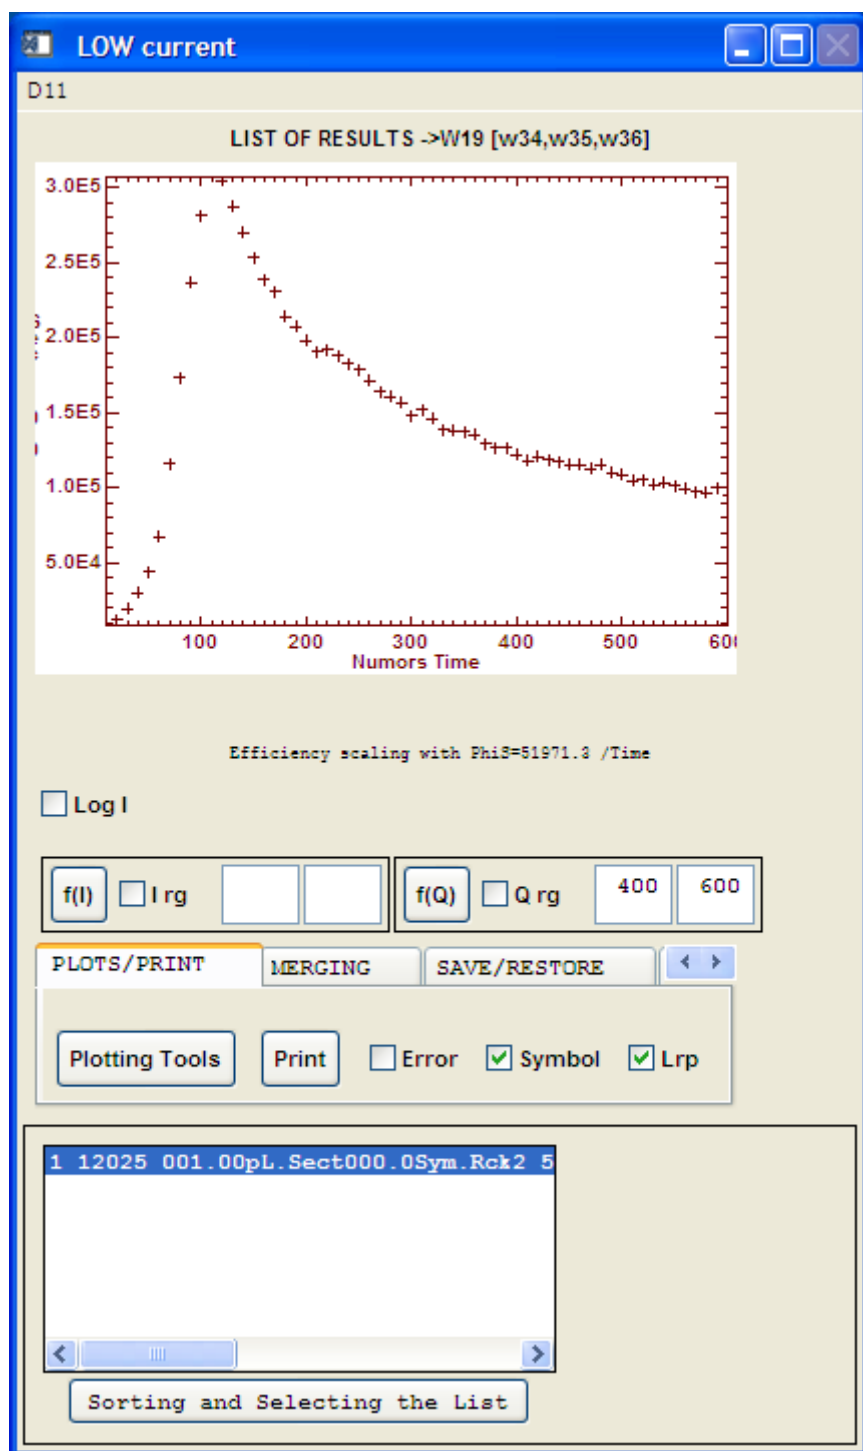 LOW current
D11
LIST OF RESULTS ->W19 [w34,w35,w36]
3.0E5
2.5E5
2.0E5
1.5E5
1.0E5
5.0E4
100 200 300 400 500
Numors Time
Efficiency scaling with PhiS=51971.3 /Time
Log I
f(I) I rg f(Q) Q rg 400 600
PLOTS/PRINT MERGING SAVE/RESTORE
Plotting Tools Print Error Symbol Lrp
1 12025 001.00pL.Sect000.0Sym.Rck2 5
Sorting and Selecting the List